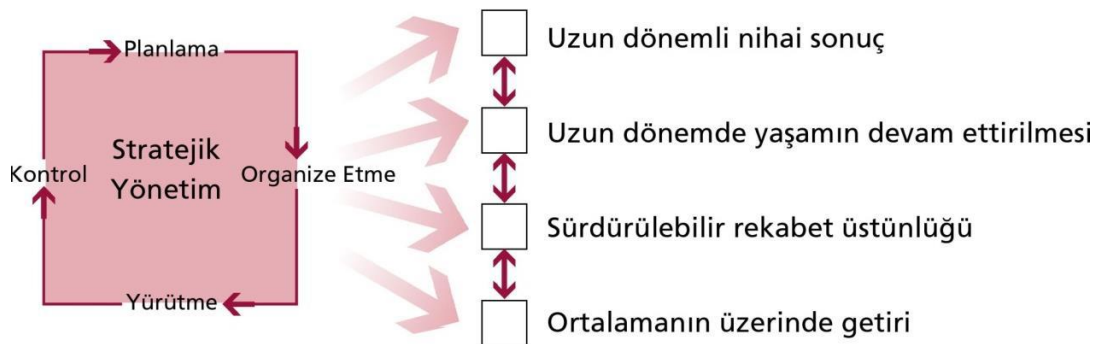 Planlama
Stratejik
Yönetim
Kontrol
Organize Etme
Yürütme
Uzun dönemli nihai sonuç
Uzun dönemde yaşamın devam ettirilmesi
Sürdürülebilir rekabet üstünlüğü
Ortalamanın üzerinde getiri